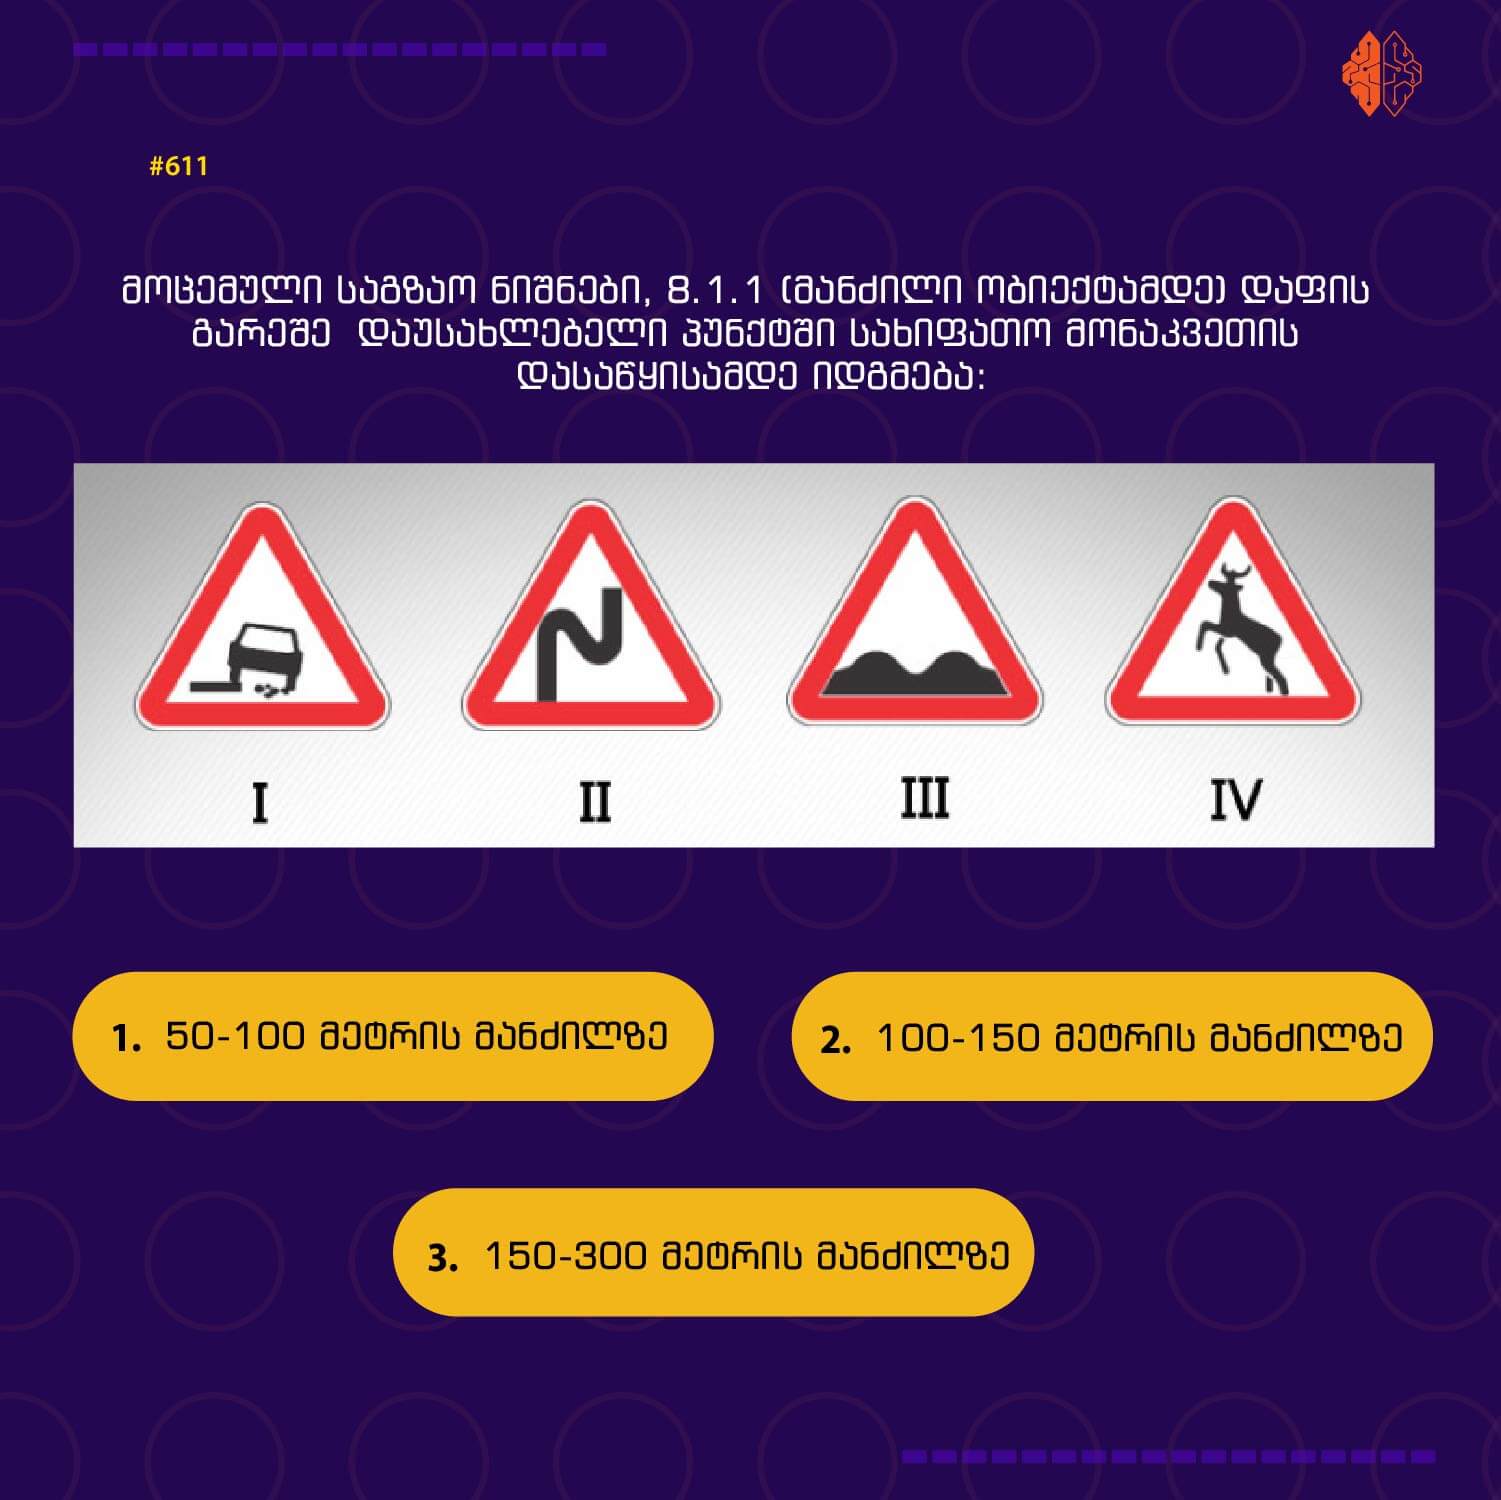 #611
მოცემული საგზაო ნიშნები, 8.1.1 (მანძილი ობიექტამდე) დაფის
გარეშე დაუსახლებელი პუნქტში სახიფათო მონაკვეთის
დასაწყისამდე იდგმება:
I II III IV
1. 50-100 მეტრის მანძილზე
2. 100-150 მეტრის მანძილზე
3. 150-300 მეტრის მანძილზე